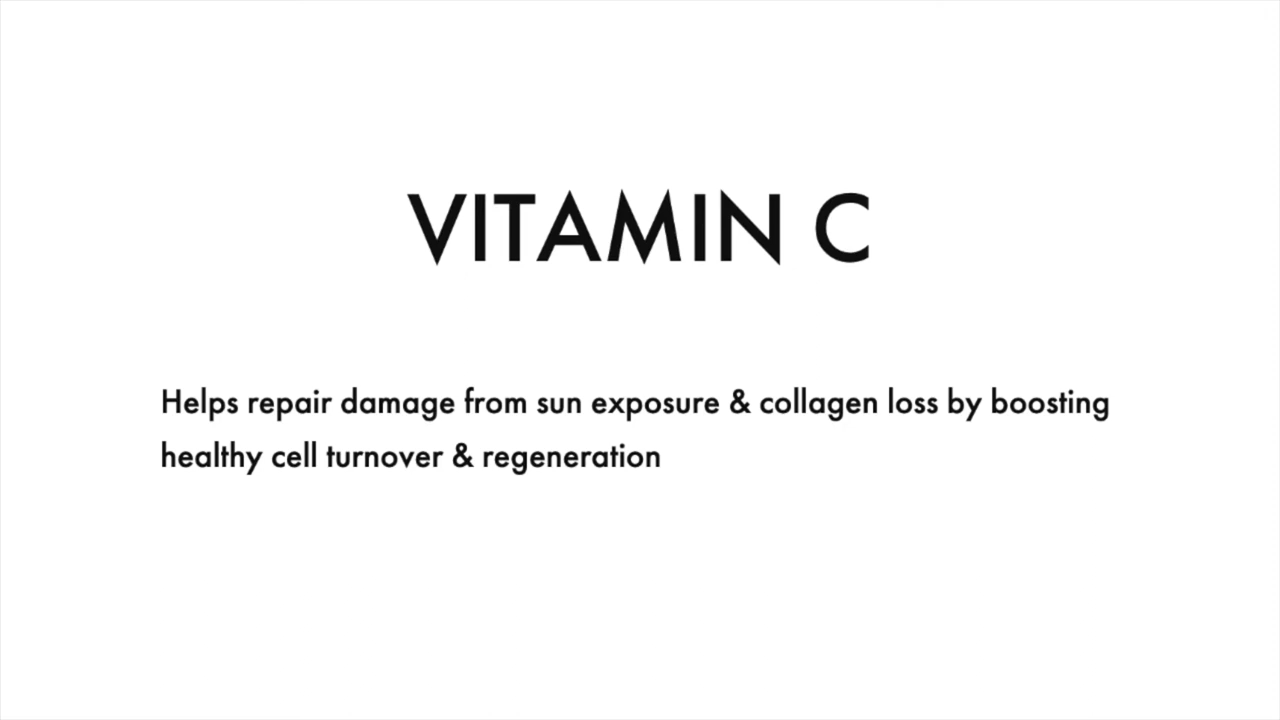 VITAMIN C
Helps repair damage from sun exposure & collagen loss by boosting
healthy cell turnover & regeneration